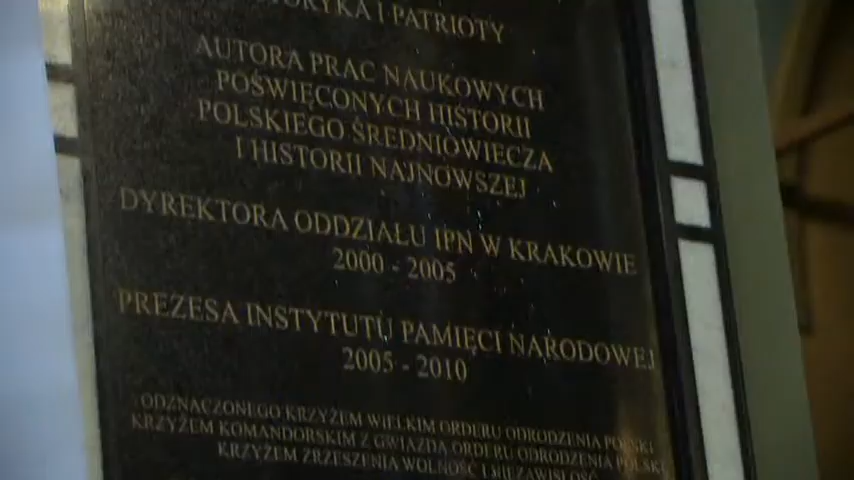 HISTORYKA I PATRIOTY
AUTORA PRAC NAUKOWYCH
POŚWIĘCONYCH HISTORII
POLSKIEGO ŚREDNIOWIECZA
I HISTORII NAJNOWSZEJ
DYREKTORA ODDZIAŁU IPN W KRAKOWIE
2000 - 2005
PREZESA INSTYTUTU PAMIĘCI NARODOWEJ
2005 - 2010
ODZNACZONEGO KRZYŻEM WIELKIM ORDERU ODRODZENIA POLSKI
KRZYŻEM KOMANDORSKIM Z GWIAZDĄ ORDERU ODRODZENIA POLSKI
KRZYŻEM ZRZESZENIA WOLNOŚĆ I NIEZAWISŁOŚĆ